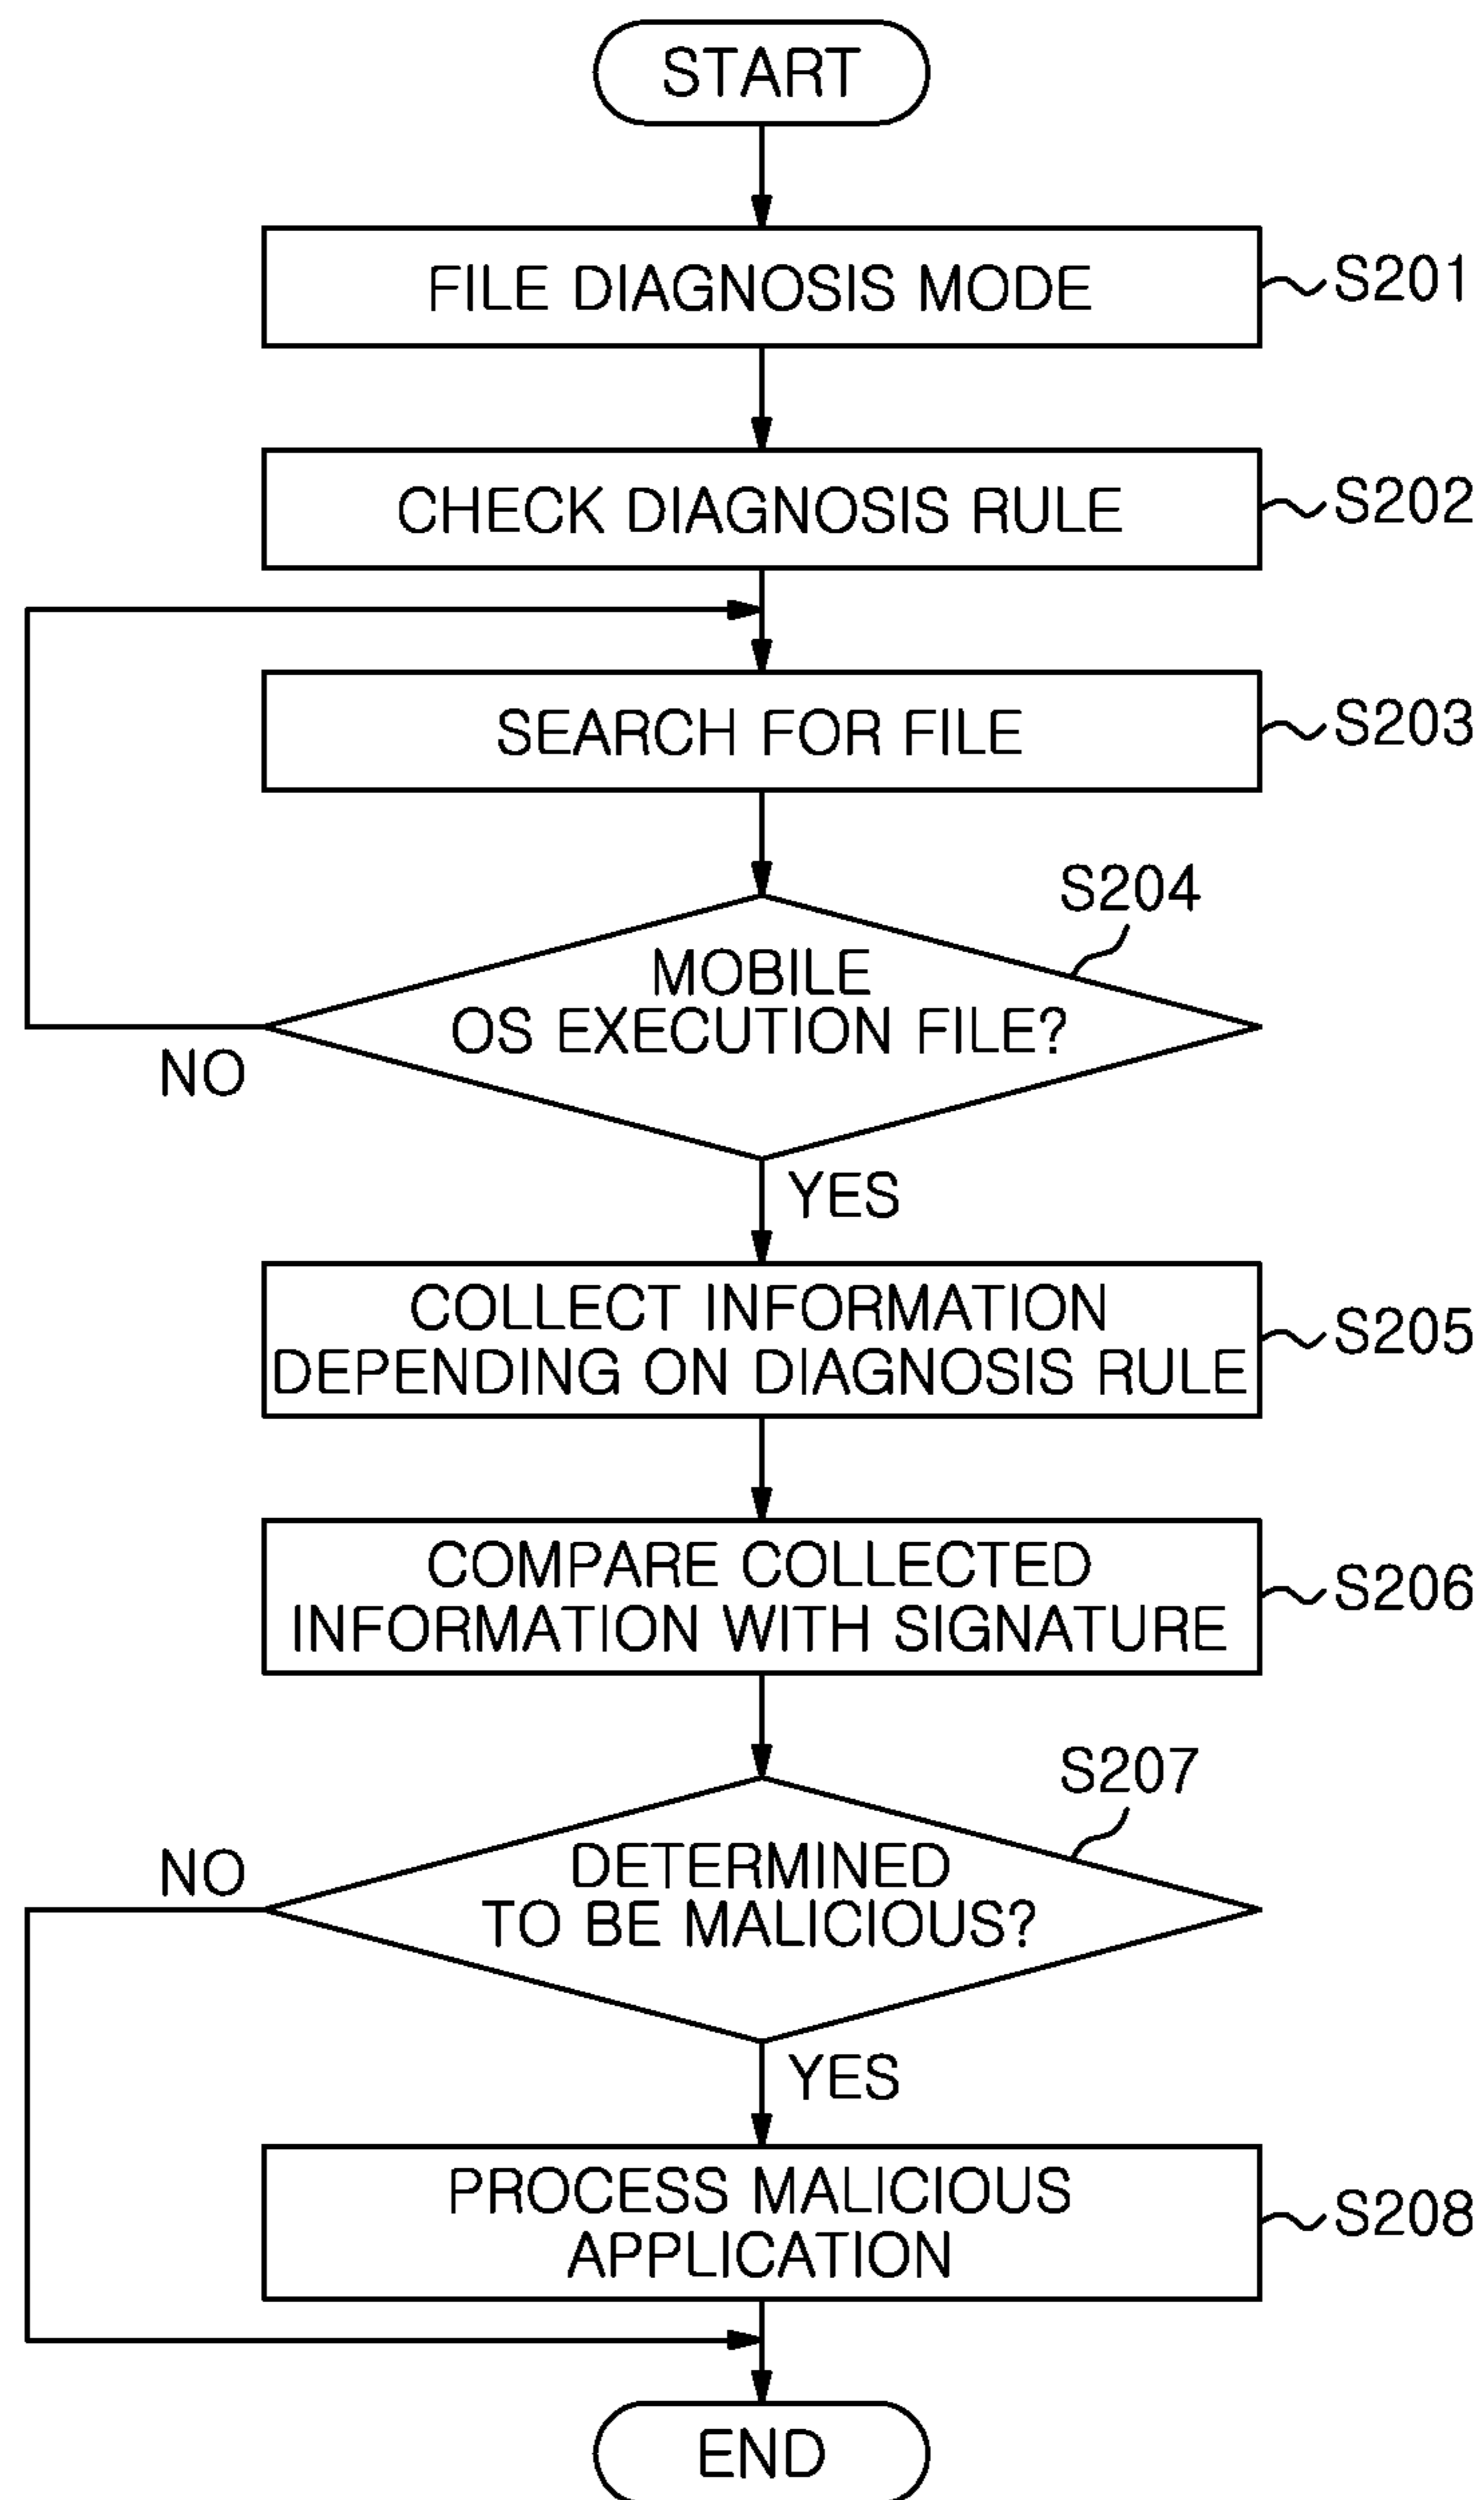 START
FILE DIAGNOSIS MODE
S201
CHECK DIAGNOSIS RULE
S202
SEARCH FOR FILE
S203
S204
MOBILE
OS EXECUTION FILE?
NO
YES
COLLECT INFORMATION
DEPENDING ON DIAGNOSIS RULE
S205
COMPARE COLLECTED
INFORMATION WITH SIGNATURE
S206
S207
DETERMINED
TO BE MALICIOUS?
NO
YES
PROCESS MALICIOUS
APPLICATION
S208
END